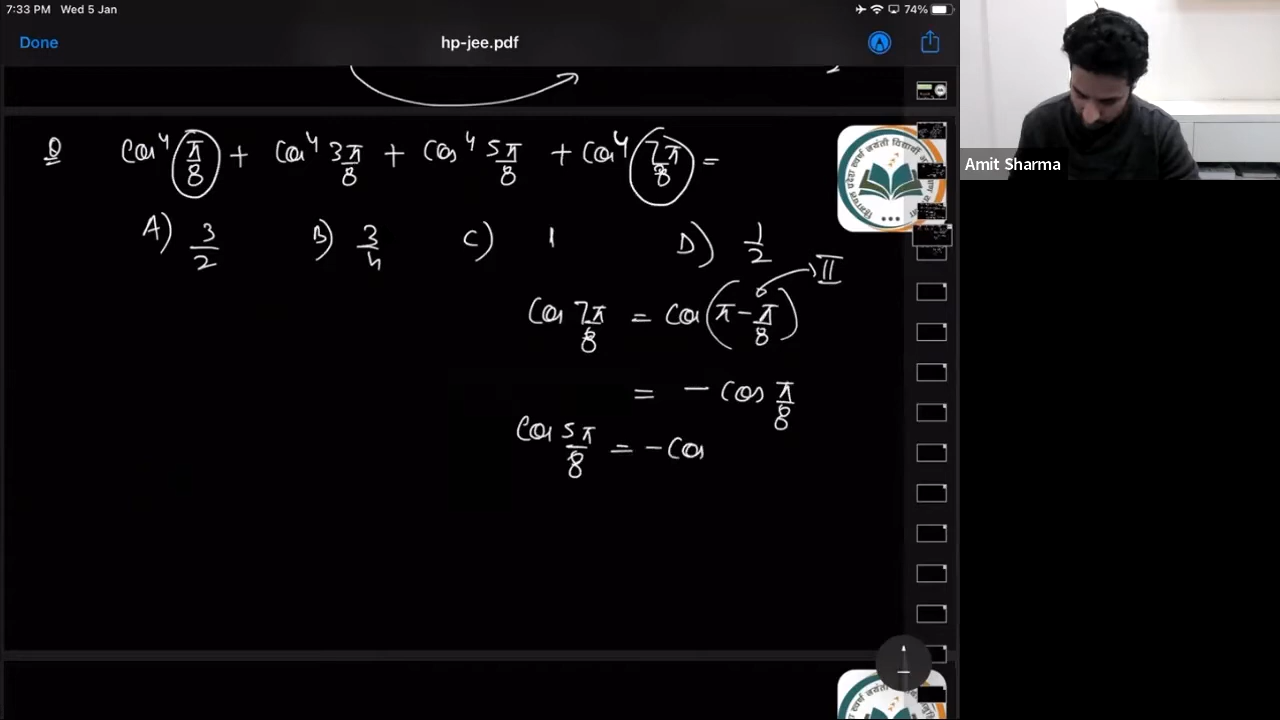 7:33 PM Wed 5 Jan
74%
Done
hp-jee.pdf
Q cos⁴ π/8 + cos⁴ 3π/8 + cos⁴ 5π/8 + cos⁴ 7π/8 =
A) 3/2 B) 3/4 C) 1 D) 1/2
II
cos 7π/8 = cos(π − π/8)
= − cos π/8
cos 5π/8 = − cos
Amit Sharma